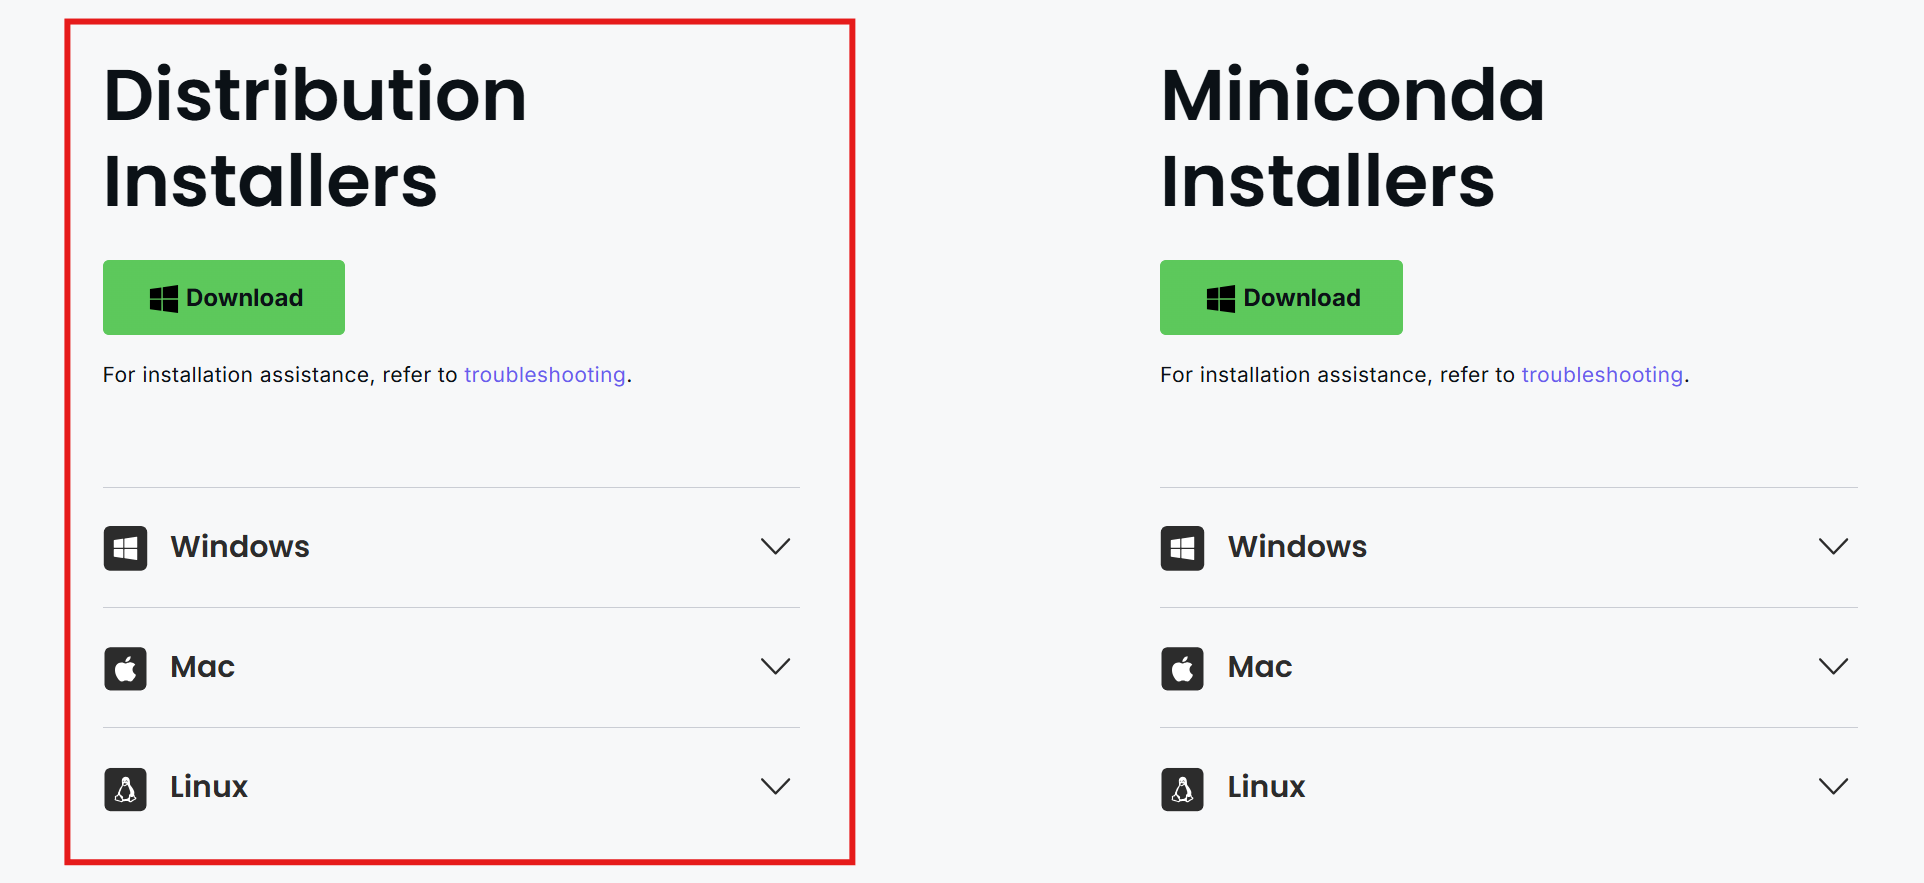 Distribution
Installers
Download
For installation assistance, refer to troubleshooting.
Windows
Mac
Linux
Miniconda
Installers
Download
For installation assistance, refer to troubleshooting.
Windows
Mac
Linux